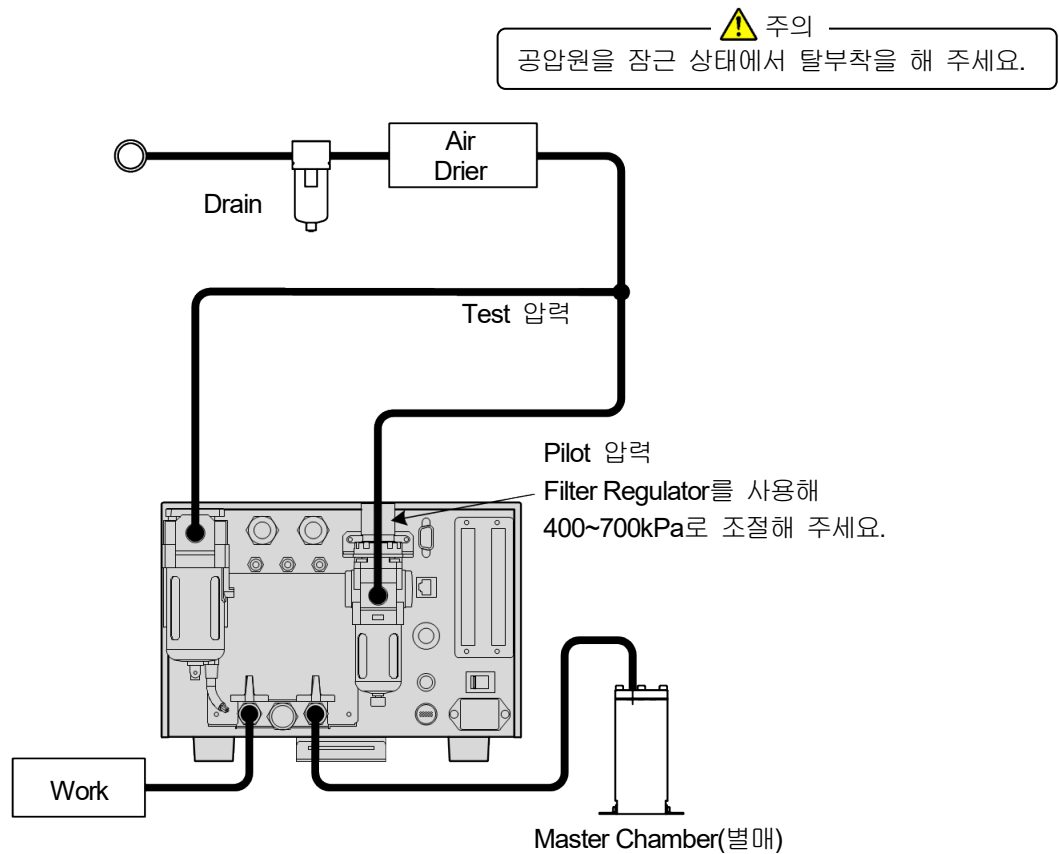 주의
공압원을 잠근 상태에서 탈부착을 해 주세요.
Air
Drier
Drain
Test 압력
Pilot 압력
Filter Regulator를 사용해
400~700kPa로 조절해 주세요.
Work
Master Chamber(별매)